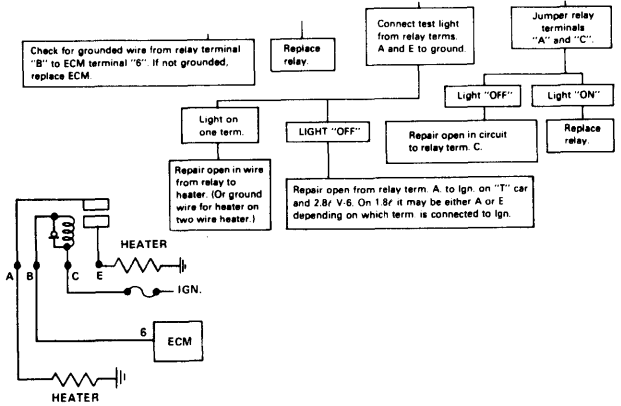 Check for grounded wire from relay terminal
"B" to ECM terminal "6". If not grounded,
replace ECM.
Replace
relay.
Connect test light
from relay terms.
A and E to ground.
Jumper relay
terminals
"A" and "C".
Light on
one term.
LIGHT "OFF"
Light "OFF"
Light "ON"
Repair open in circuit
to relay term. C.
Replace
relay.
Repair open in wire
from relay to
heater. (Or ground
wire for heater on
two wire heater.)
Repair open from relay term. A. to Ign. on "T" car
and 2.8ℓ V-6. On 1.8ℓ it may be either A or E
depending on which term. is connected to Ign.
HEATER
A B C E
IGN.
6
ECM
HEATER